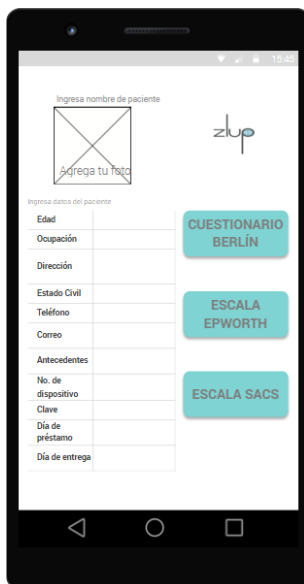 15:45
Ingresa nombre de paciente
Agrega tu foto
zlup
Ingresa datos del paciente
Edad
Ocupación
Dirección
Estado Civil
Teléfono
Correo
Antecedentes
No. de
dispositivo
Clave
Día de
préstamo
Día de entrega
CUESTIONARIO
BERLÍN
ESCALA
EPWORTH
ESCALA SACS